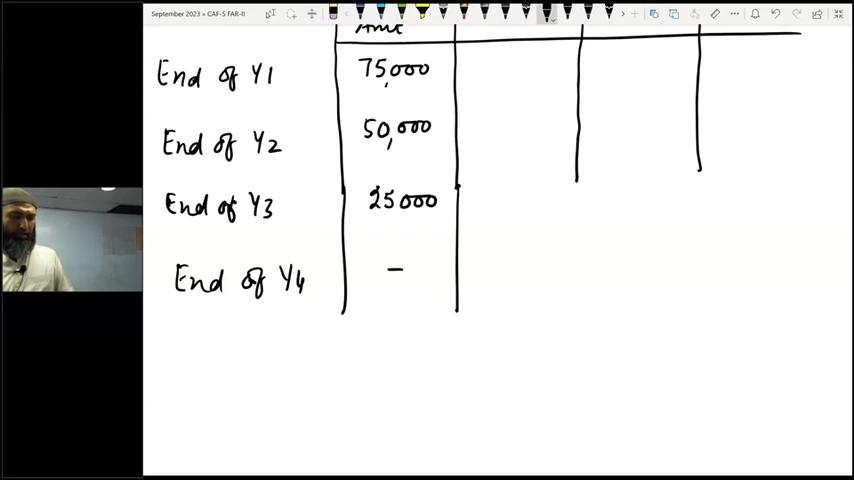 September 2023 » CAF-5 FAR-II
Amt
End of Y1 75,000
End of Y2 50,000
End of Y3 25000
End of Y4 -